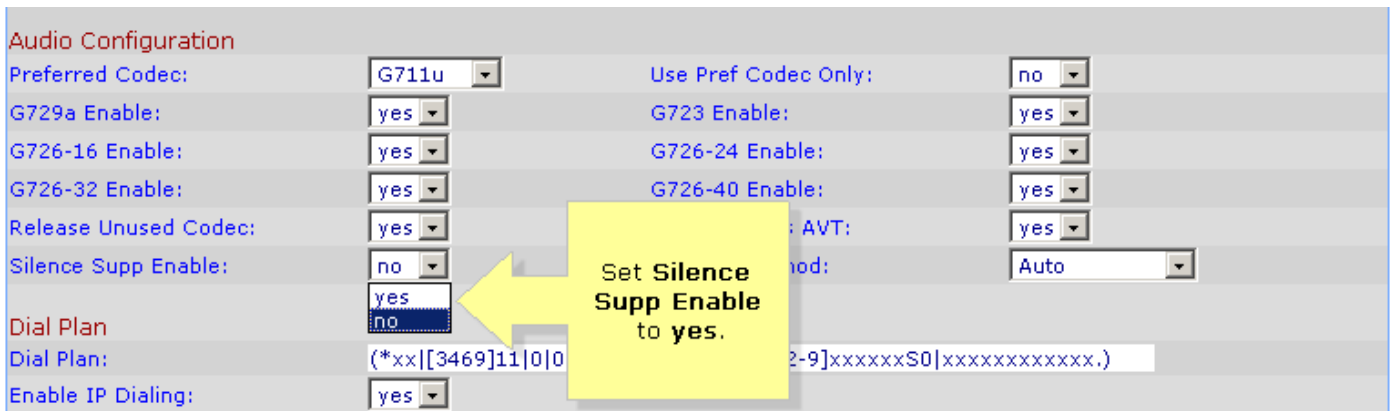 Audio Configuration
Preferred Codec: G711u Use Pref Codec Only: no
G729a Enable: yes G723 Enable: yes
G726-16 Enable: yes G726-24 Enable: yes
G726-32 Enable: yes G726-40 Enable: yes
Release Unused Codec: yes AVT: yes
Silence Supp Enable: no Auto
yes
no
Set Silence
Supp Enable
to yes.
Dial Plan
Dial Plan: (*xx|[3469]11|0|0 2-9]xxxxxxS0|xxxxxxxxxxxx.)
Enable IP Dialing: yes